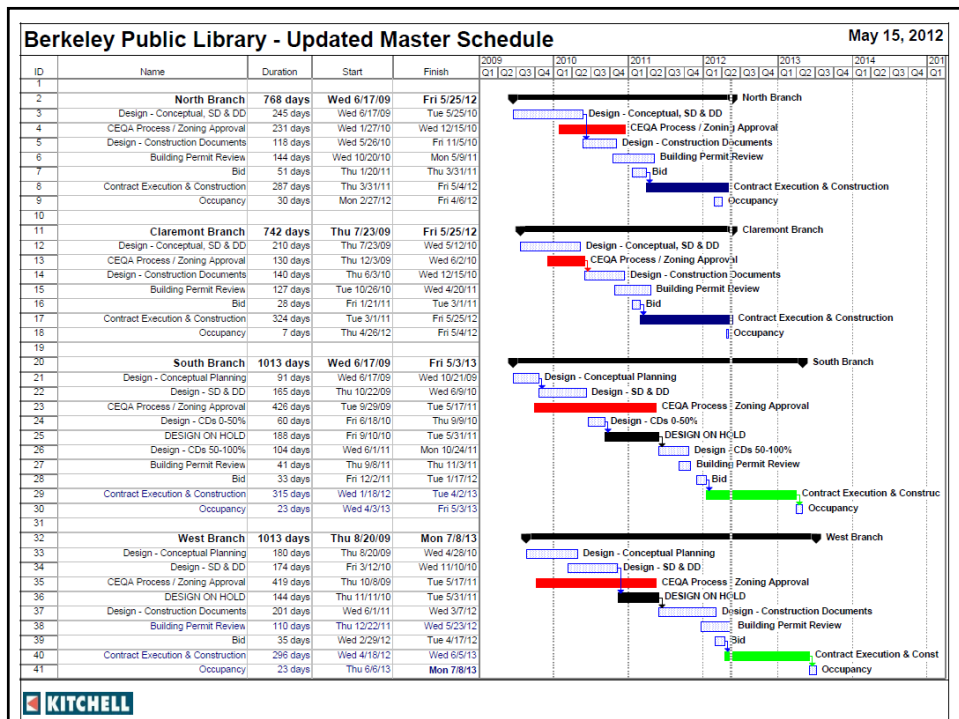 Berkeley Public Library - Updated Master Schedule May 15, 2012
2009 2010 2011 2012 2013 2014 201
ID Name Duration Start Finish Q1 Q2 Q3 Q4 Q1 Q2 Q3 Q4 Q1 Q2 Q3 Q4 Q1 Q2 Q3 Q4 Q1 Q2 Q3 Q4 Q1 Q2 Q3 Q4 Q1
1
2 North Branch 768 days Wed 6/17/09 Fri 5/25/12 North Branch
3 Design - Conceptual, SD & DD 245 days Wed 6/17/09 Tue 5/25/10 Design - Conceptual, SD & DD
4 CEQA Process / Zoning Approval 231 days Wed 1/27/10 Wed 12/15/10 CEQA Process / Zoning Approval
5 Design - Construction Documents 118 days Wed 5/26/10 Fri 11/5/10 Design - Construction Documents
6 Building Permit Review 144 days Wed 10/20/10 Mon 5/9/11 Building Permit Review
7 Bid 51 days Thu 1/20/11 Thu 3/31/11 Bid
8 Contract Execution & Construction 287 days Thu 3/31/11 Fri 5/4/12 Contract Execution & Construction
9 Occupancy 30 days Mon 2/27/12 Fri 4/6/12 Occupancy
10
11 Claremont Branch 742 days Thu 7/23/09 Fri 5/25/12 Claremont Branch
12 Design - Conceptual, SD & DD 210 days Thu 7/23/09 Wed 5/12/10 Design - Conceptual, SD & DD
13 CEQA Process / Zoning Approval 130 days Thu 12/3/09 Wed 6/2/10 CEQA Process / Zoning Approval
14 Design - Construction Documents 140 days Thu 6/3/10 Wed 12/15/10 Design - Construction Documents
15 Building Permit Review 127 days Tue 10/26/10 Wed 4/20/11 Building Permit Review
16 Bid 28 days Fri 1/21/11 Tue 3/1/11 Bid
17 Contract Execution & Construction 324 days Tue 3/1/11 Fri 5/25/12 Contract Execution & Construction
18 Occupancy 7 days Thu 4/26/12 Fri 5/4/12 Occupancy
19
20 South Branch 1013 days Wed 6/17/09 Fri 5/3/13 South Branch
21 Design - Conceptual Planning 91 days Wed 6/17/09 Wed 10/21/09 Design - Conceptual Planning
22 Design - SD & DD 165 days Thu 10/22/09 Wed 6/9/10 Design - SD & DD
23 CEQA Process / Zoning Approval 426 days Tue 9/29/09 Tue 5/17/11 CEQA Process / Zoning Approval
24 Design - CDs 0-50% 60 days Fri 6/18/10 Thu 9/9/10 Design - CDs 0-50%
25 DESIGN ON HOLD 188 days Fri 9/10/10 Tue 5/31/11 DESIGN ON HOLD
26 Design - CDs 50-100% 104 days Wed 6/1/11 Mon 10/24/11 Design - CDs 50-100%
27 Building Permit Review 41 days Thu 9/8/11 Thu 11/3/11 Building Permit Review
28 Bid 33 days Fri 12/2/11 Tue 1/17/12 Bid
29 Contract Execution & Construction 315 days Wed 1/18/12 Tue 4/2/13 Contract Execution & Construc
30 Occupancy 23 days Wed 4/3/13 Fri 5/3/13 Occupancy
31
32 West Branch 1013 days Thu 8/20/09 Mon 7/8/13 West Branch
33 Design - Conceptual Planning 180 days Thu 8/20/09 Wed 4/28/10 Design - Conceptual Planning
34 Design - SD & DD 174 days Fri 3/12/10 Wed 11/10/10 Design - SD & DD
35 CEQA Process / Zoning Approval 419 days Thu 10/8/09 Tue 5/17/11 CEQA Process / Zoning Approval
36 DESIGN ON HOLD 144 days Thu 11/11/10 Tue 5/31/11 DESIGN ON HOLD
37 Design - Construction Documents 201 days Wed 6/1/11 Wed 3/7/12 Design - Construction Documents
38 Building Permit Review 110 days Thu 12/22/11 Wed 5/23/12 Building Permit Review
39 Bid 35 days Wed 2/29/12 Tue 4/17/12 Bid
40 Contract Execution & Construction 296 days Wed 4/18/12 Wed 6/5/13 Contract Execution & Const
41 Occupancy 23 days Thu 6/6/13 Mon 7/8/13 Occupancy
KITCHELL